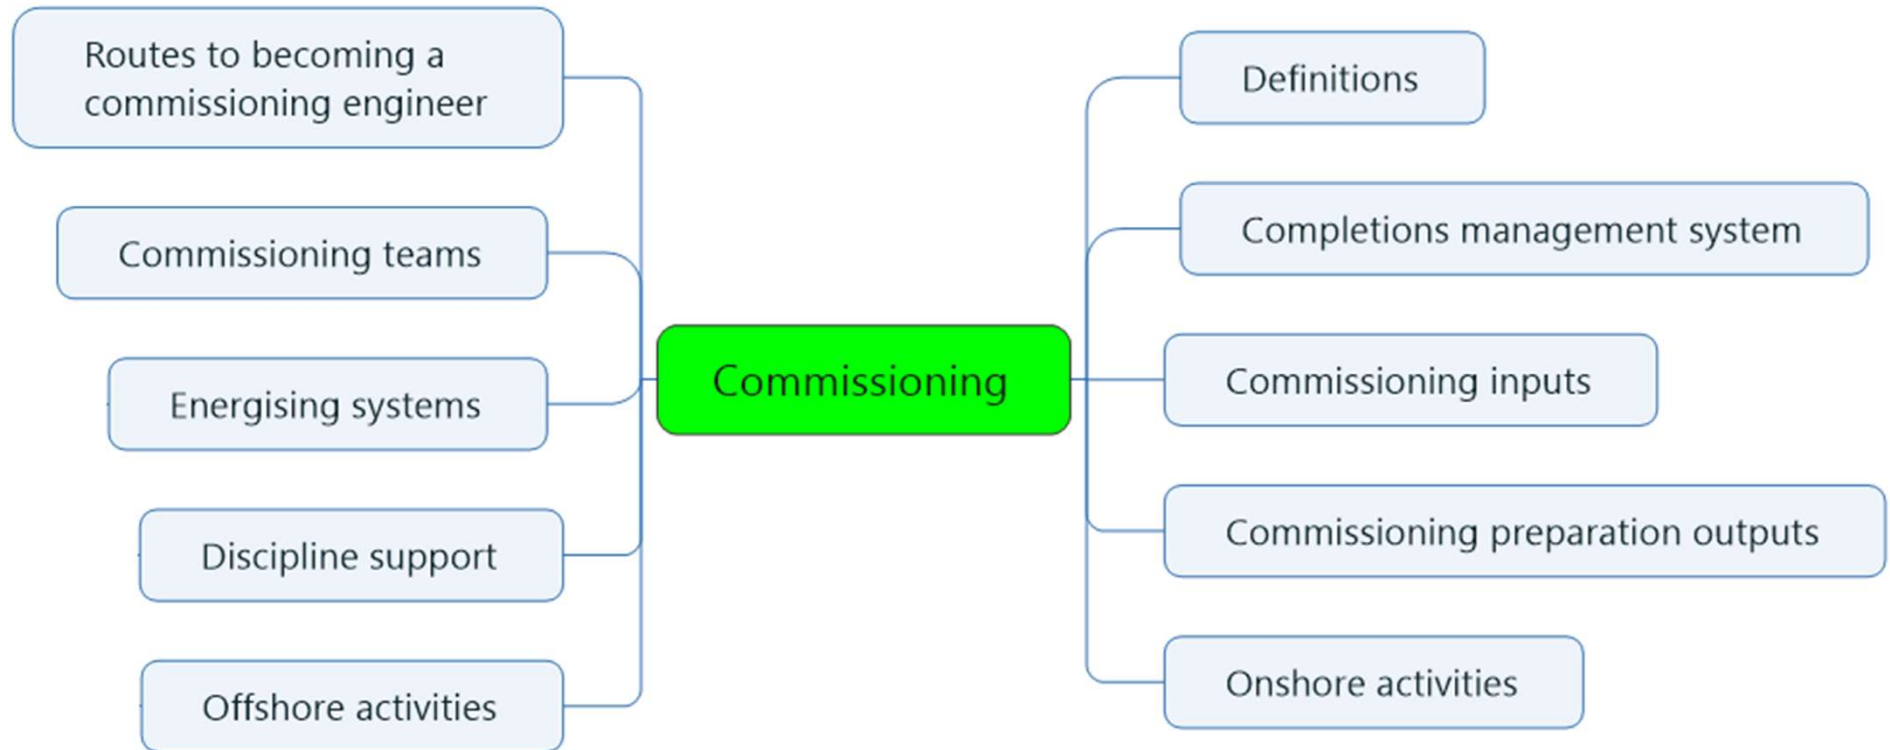 Routes to becoming a
commissioning engineer
Commissioning teams
Energising systems
Discipline support
Offshore activities
Commissioning
Definitions
Completions management system
Commissioning inputs
Commissioning preparation outputs
Onshore activities